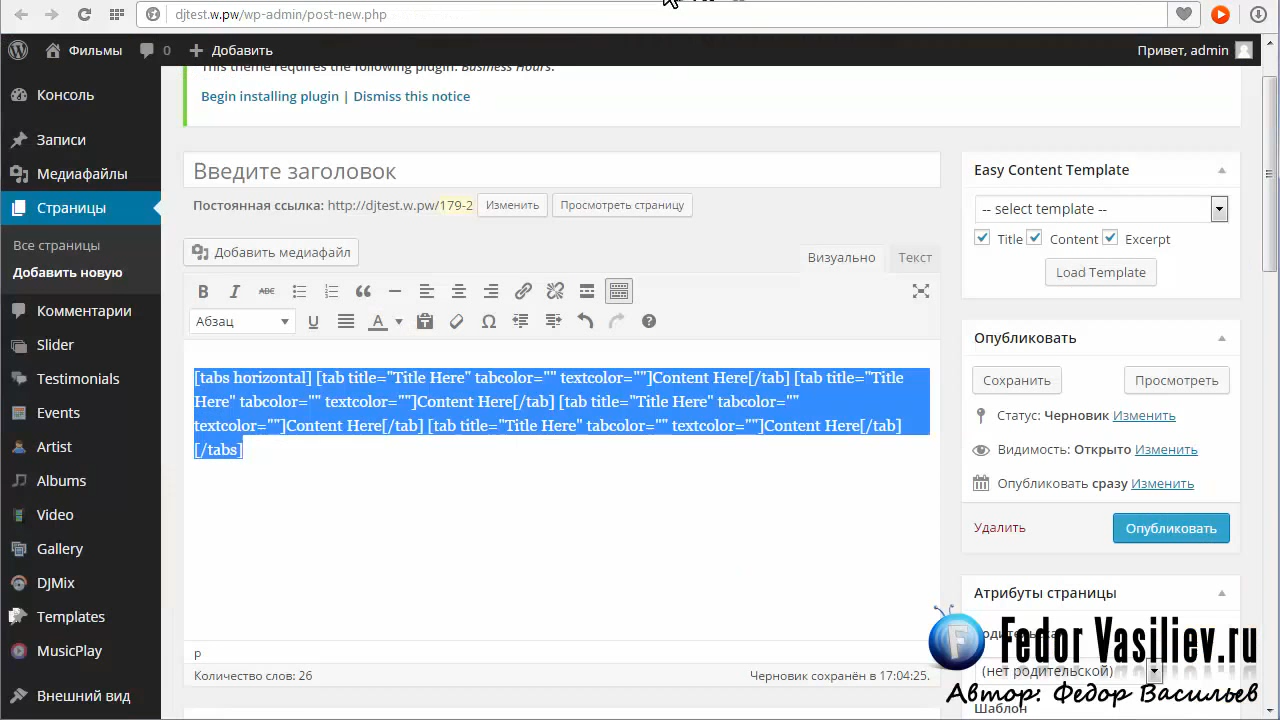 djtest.w.pw/wp-admin/post-new.php
Фильмы
0
Добавить
Привет, admin
Консоль
Записи
Медиафайлы
Страницы
Все страницы
Добавить новую
Комментарии
Slider
Testimonials
Events
Artist
Albums
Video
Gallery
DJMix
Templates
MusicPlay
Внешний вид
This theme requires the following plugin: Business Hours.
Begin installing plugin | Dismiss this notice
Введите заголовок
Постоянная ссылка: http://djtest.w.pw/179-2 Изменить Просмотреть страницу
Добавить медиафайл
Визуально Текст
B I ABC
Абзац U A
[tabs horizontal] [tab title="Title Here" tabcolor="" textcolor=""]Content Here[/tab] [tab title="Title
Here" tabcolor="" textcolor=""]Content Here[/tab] [tab title="Title Here" tabcolor=""
textcolor=""]Content Here[/tab] [tab title="Title Here" tabcolor="" textcolor=""]Content Here[/tab]
[/tabs]
p
Количество слов: 26
Черновик сохранён в 17:04:25.
Easy Content Template
-- select template --
Title Content Excerpt
Load Template
Опубликовать
Сохранить Просмотреть
Статус: Черновик Изменить
Видимость: Открыто Изменить
Опубликовать сразу Изменить
Удалить Опубликовать
Атрибуты страницы
(нет родительской)
Шаблон
F Fedor Vasiliev.ru
Автор: Федор Васильев